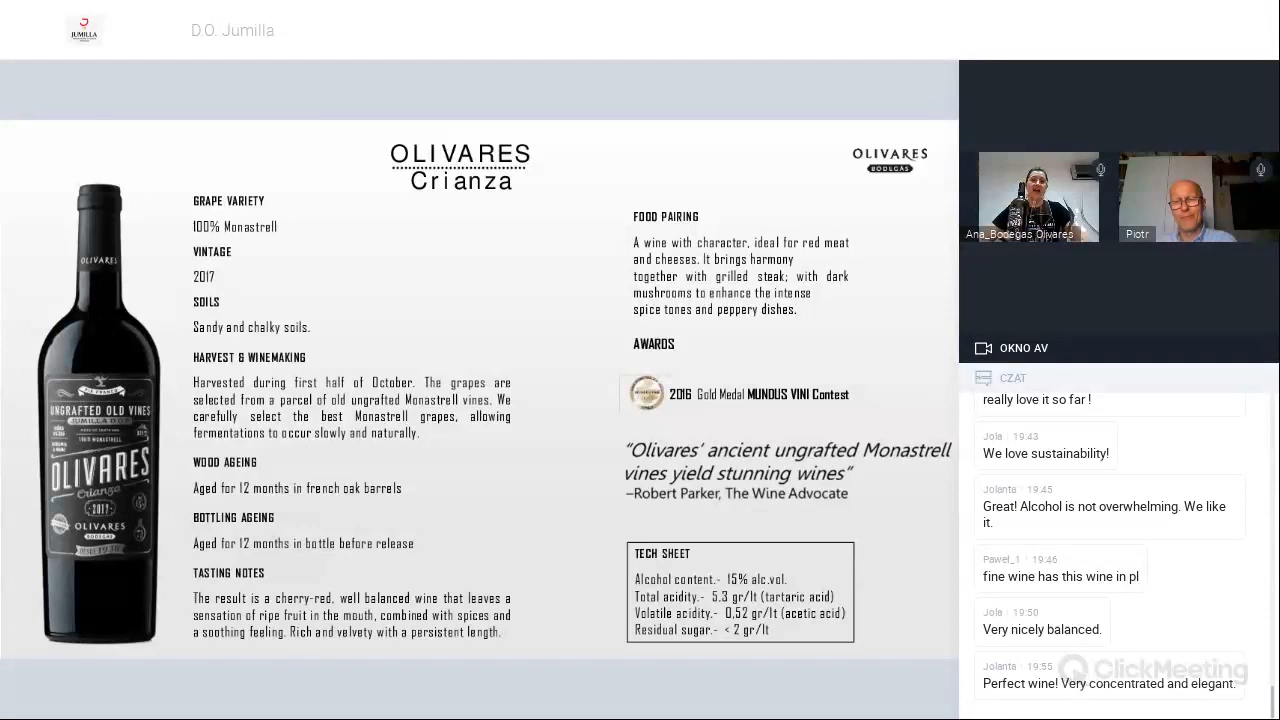 JUMILLA
D.O. Jumilla
OLIVARES
Crianza
OLIVARES
BODEGAS
GRAPE VARIETY
100% Monastrell
VINTAGE
2017
SOILS
Sandy and chalky soils.
HARVEST & WINEMAKING
Harvested during first half of October. The grapes are
selected from a parcel of old ungrafted Monastrell vines. We
carefully select the best Monastrell grapes, allowing
fermentations to occur slowly and naturally.
WOOD AGEING
Aged for 12 months in french oak barrels
BOTTLING AGEING
Aged for 12 months in bottle before release
TASTING NOTES
The result is a cherry-red, well balanced wine that leaves a
sensation of ripe fruit in the mouth, combined with spices and
a soothing feeling. Rich and velvety with a persistent length.
OLIVARES
PIE FRANCO
UNGRAFTED OLD VINES
JUMILLA D.O.P.
100% MONASTRELL
OLIVARES
Crianza
2017
OLIVARES
BODEGAS
FOOD PAIRING
A wine with character, ideal for red meat
and cheeses. It brings harmony
together with grilled steak; with dark
mushrooms to enhance the intense
spice tones and peppery dishes.
AWARDS
2016 Gold Medal MUNDUS VINI Contest
“Olivares’ ancient ungrafted Monastrell
vines yield stunning wines”
–Robert Parker, The Wine Advocate
TECH SHEET
Alcohol content.- 15% alc.vol.
Total acidity.- 5.3 gr/lt (tartaric acid)
Volatile acidity.- 0,52 gr/lt (acetic acid)
Residual sugar.- < 2 gr/lt
Ana_Bodegas Olivares
Piotr
OKNO AV
CZAT
really love it so far !
Jola · 19:43
We love sustainability!
Jolanta · 19:45
Great! Alcohol is not overwhelming. We like
it.
Paweł_1 · 19:46
fine wine has this wine in pl
Jola · 19:50
Very nicely balanced.
Jolanta · 19:55
Perfect wine! Very concentrated and elegant.
ClickMeeting